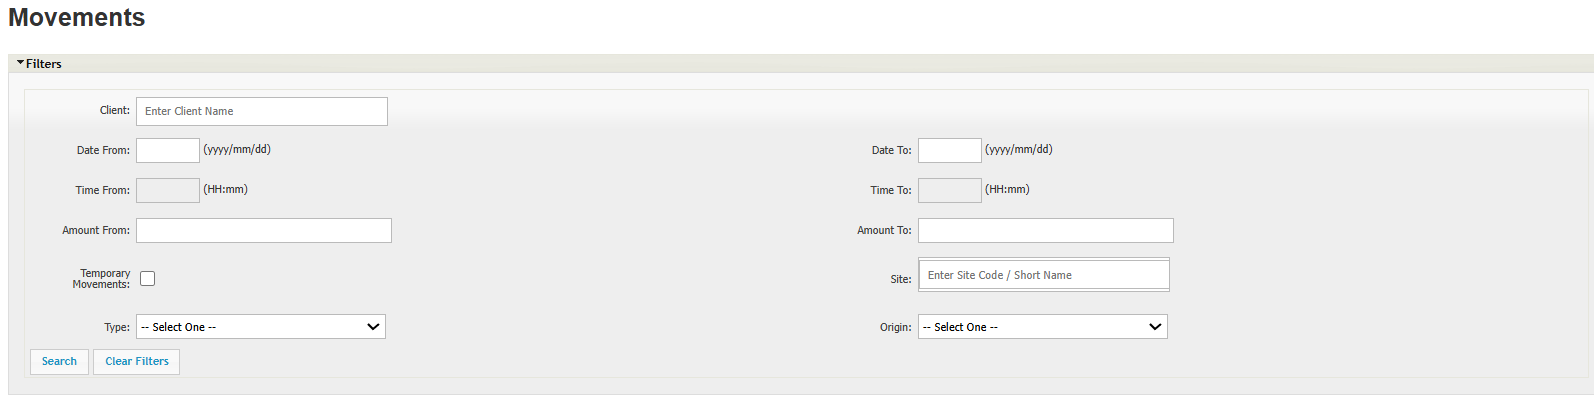 Movements
Filters
Client: Enter Client Name
Date From: (yyyy/mm/dd) Date To: (yyyy/mm/dd)
Time From: (HH:mm) Time To: (HH:mm)
Amount From: Amount To:
Temporary
Movements:
Site: Enter Site Code / Short Name
Type: -- Select One -- Origin: -- Select One --
Search Clear Filters